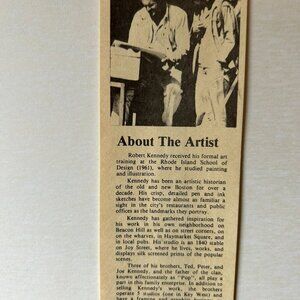 About The Artist
Robert Kennedy received his formal art
training at the Rhode Island School of
Design (1961), where he studied painting
and illustration.
Kennedy has been an artistic historian
of the old and new Boston for over a
decade. His crisp, detailed pen and ink
sketches have become almost as familiar a
sight in the city's restaurants and public
offices as the landmarks they portray.
Kennedy has gathered inspiration for
his work in his own neighborhood on
Beacon Hill as well as on street corners, on
the wharves, in Haymarket Square, and
in local pubs. His studio is an 1840 stable
on Joy Street, where he lives, works, and
displays silk screened prints of the popular
scenes.
Three of his brothers, Ted, Peter, and
Joe Kennedy, and the father of the clan,
known affectionately as "Pop", all play a
part in this family enterprise. In addition to
selling Kennedy's work, the brothers
operate 5 studios (one in Key West) and
have a framing and